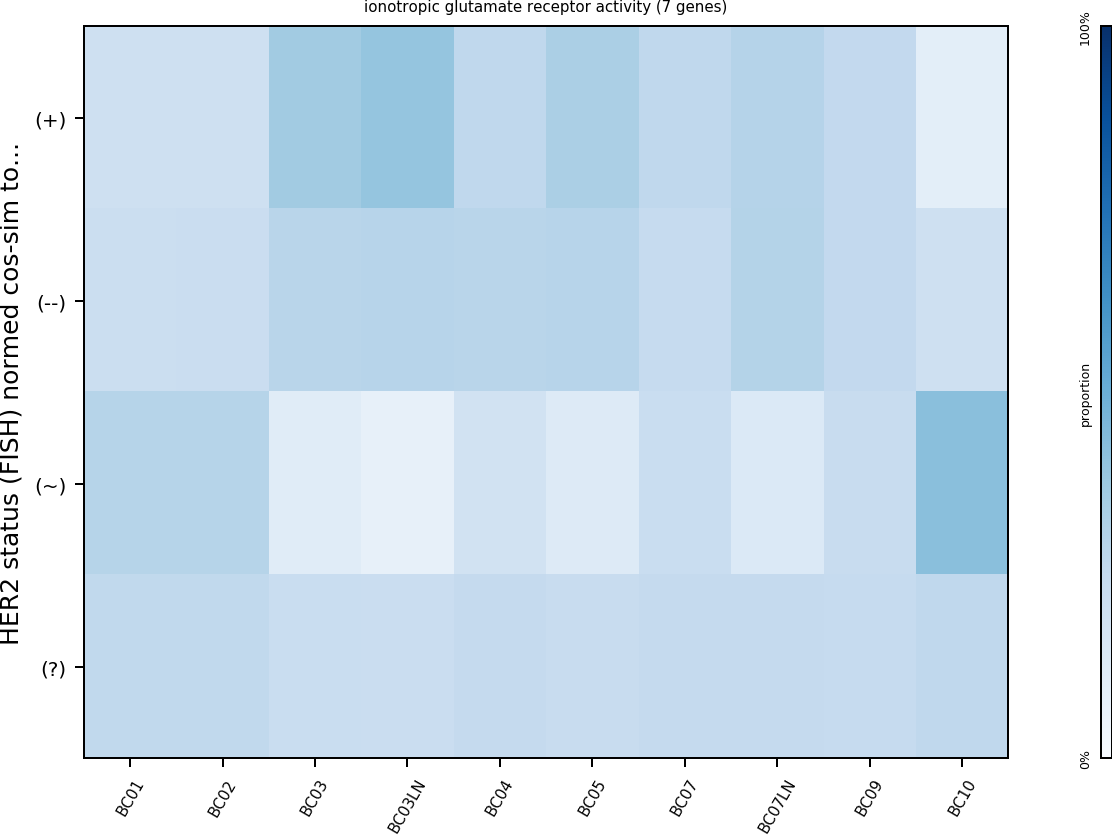 ionotropic glutamate receptor activity (7 genes)
HER2 status (FISH) normed cos-sim to...
(+)
(--)
(~)
(?)
BC01
BC02
BC03
BC03LN
BC04
BC05
BC07
BC07LN
BC09
BC10
100%
proportion
0%